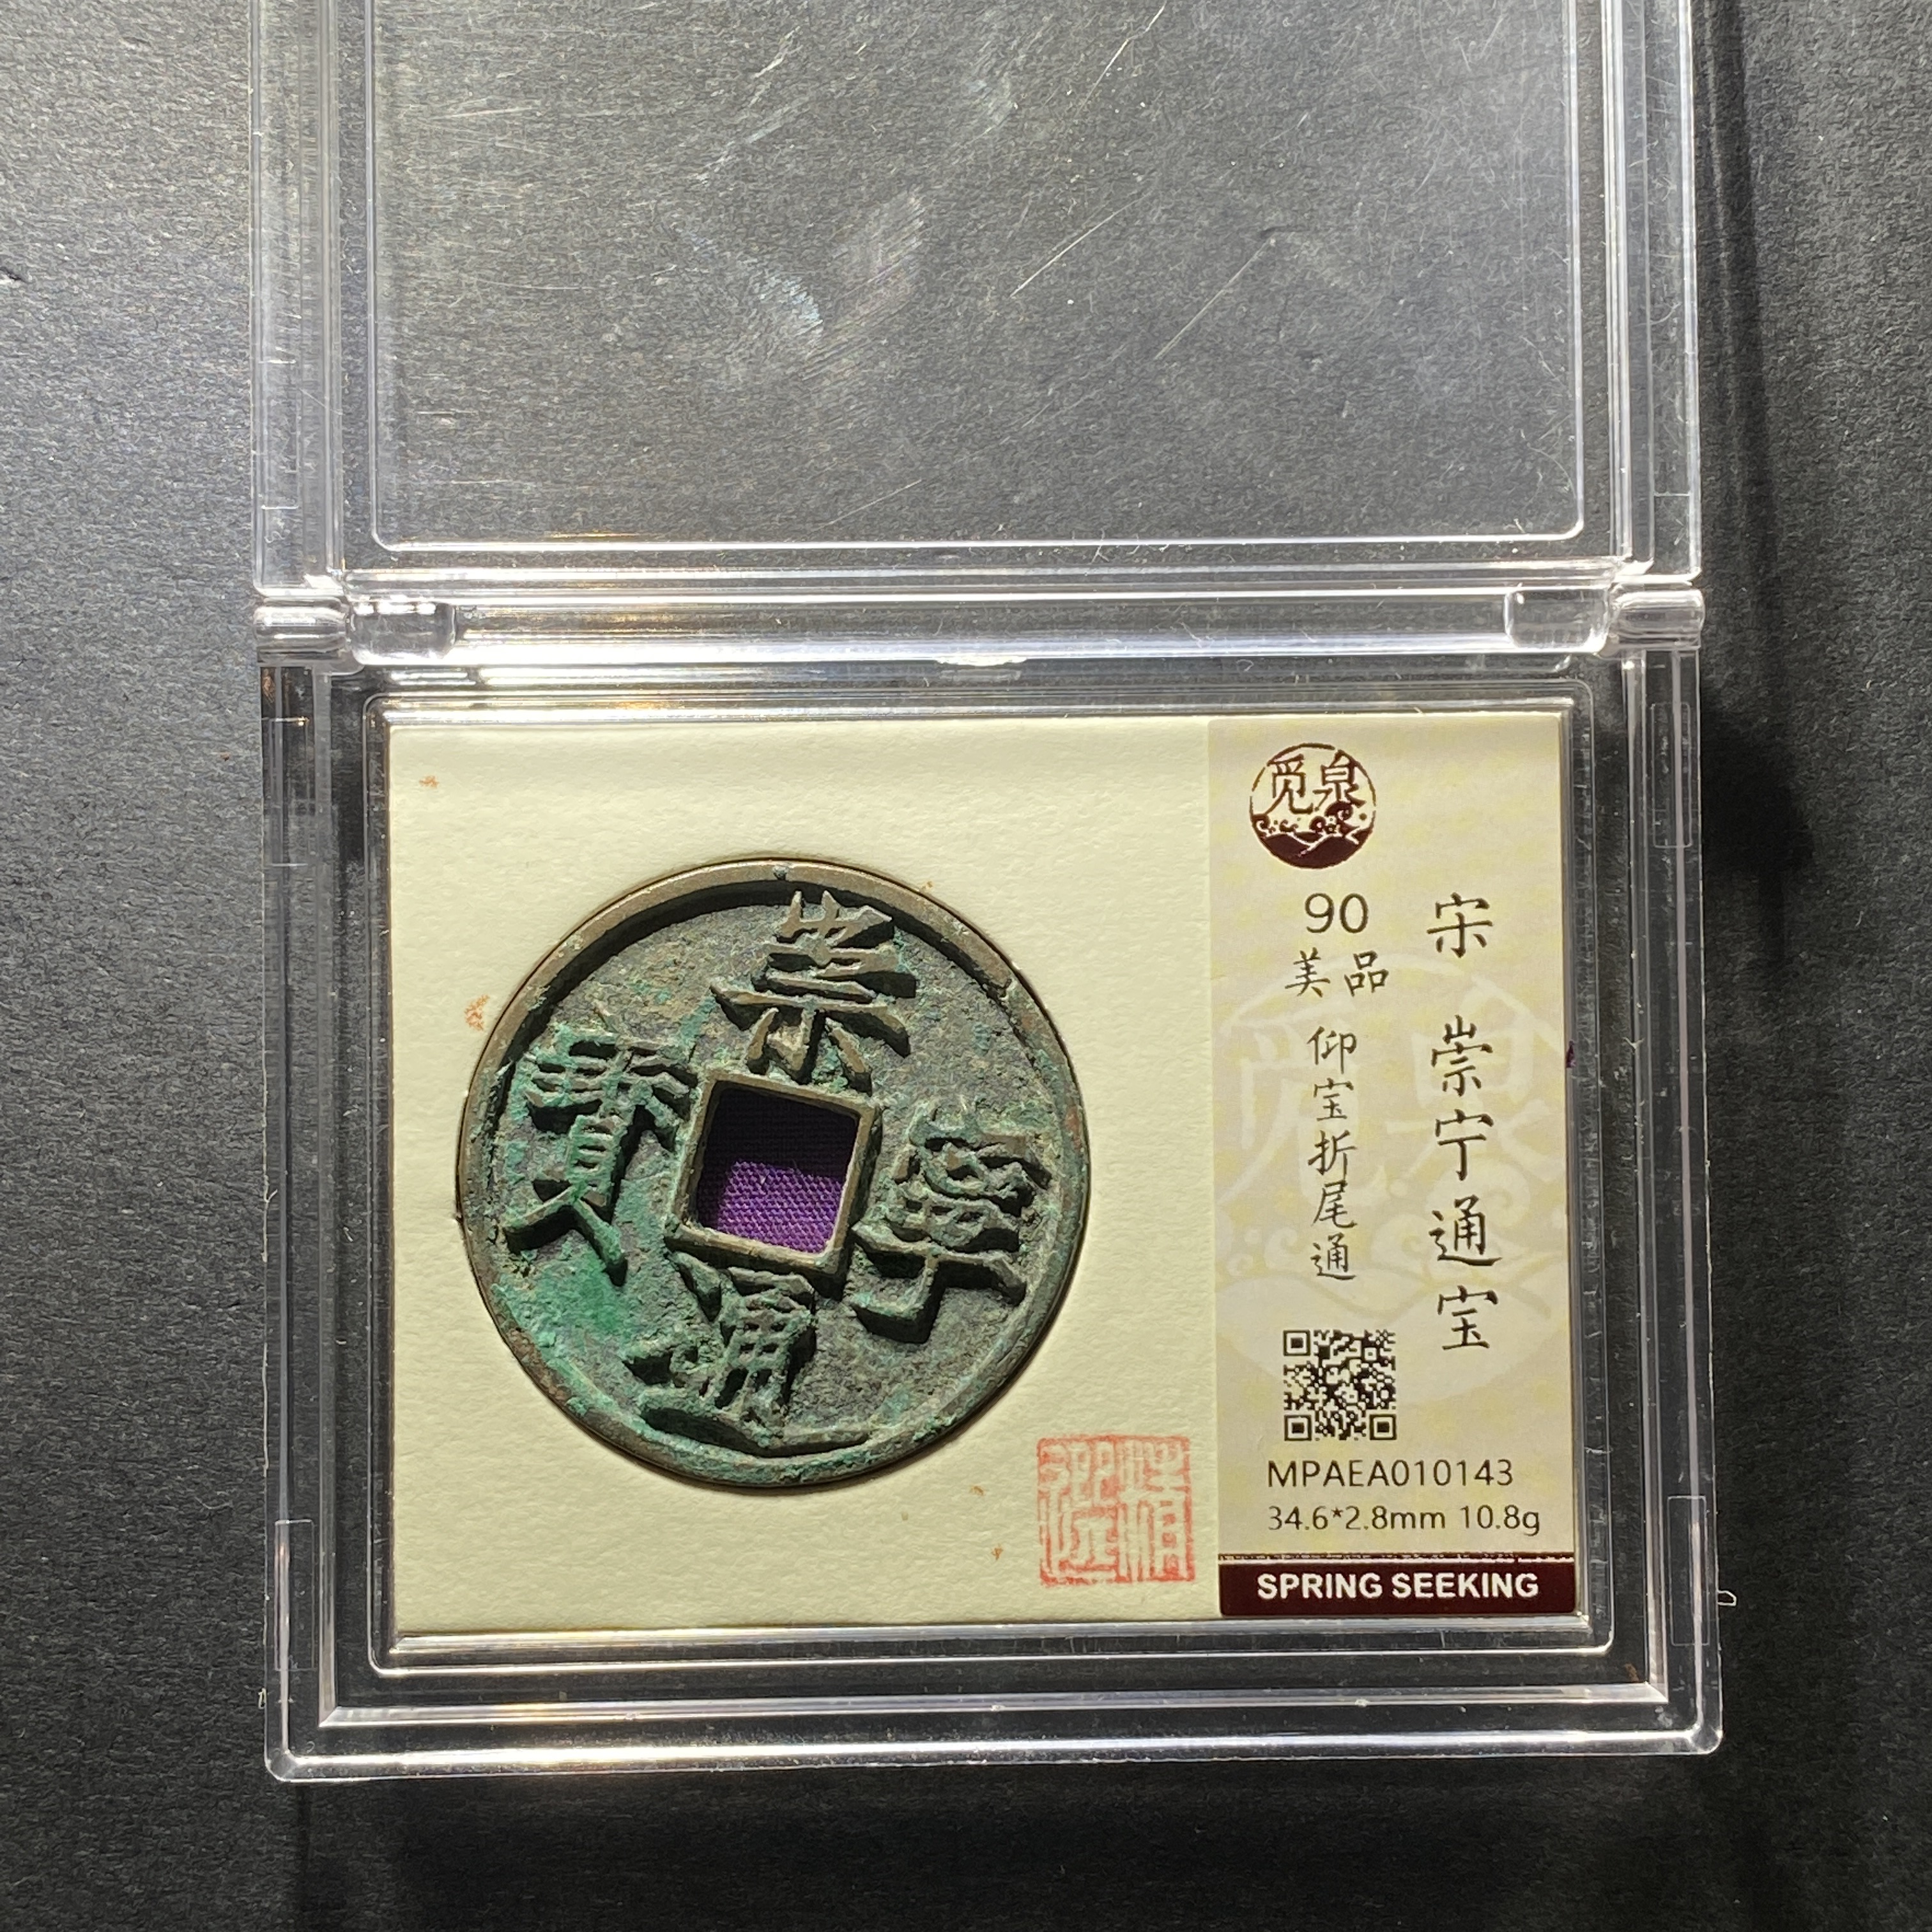 崇寧通寳
觅泉
90
美品
宋 崇宁通宝
仰宝折尾通
MPAEA010143
34.6*2.8mm 10.8g
SPRING SEEKING